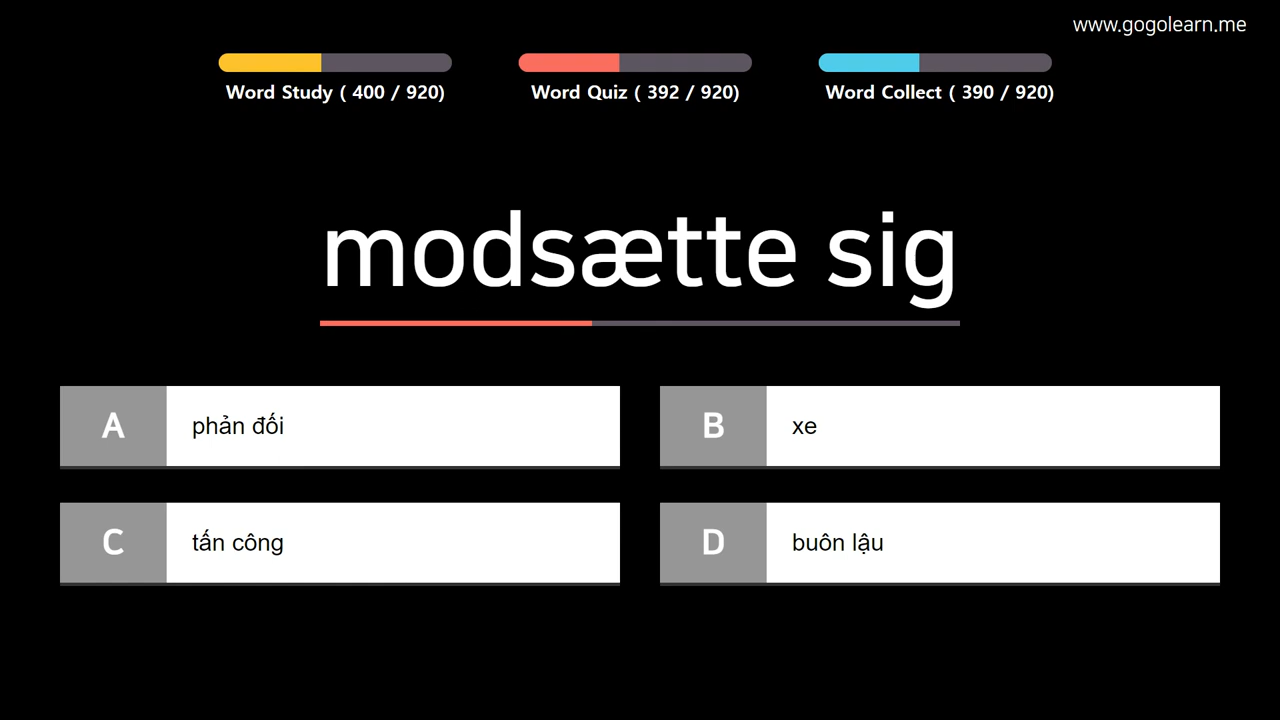 www.gogolearn.me
Word Study ( 400 / 920)
Word Quiz ( 392 / 920)
Word Collect ( 390 / 920)
modsætte sig
A phản đối
B xe
C tấn công
D buôn lậu